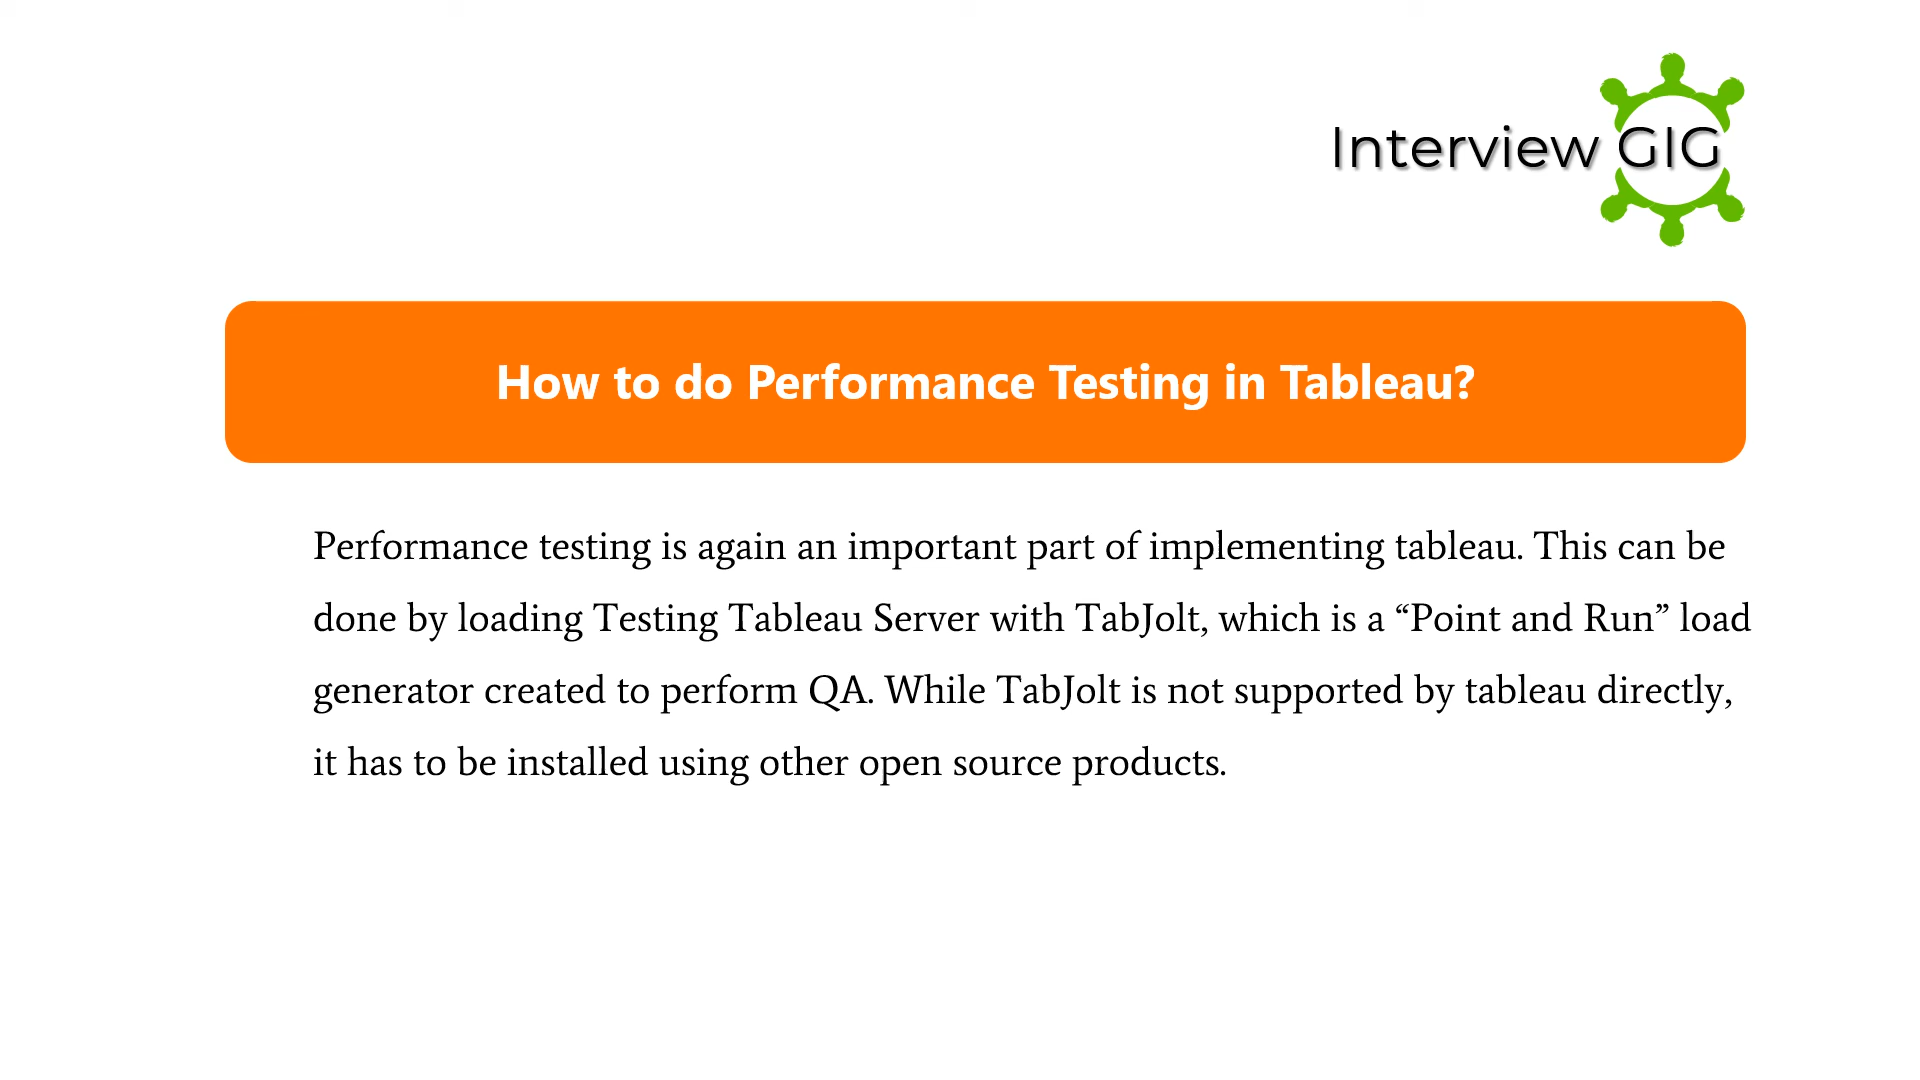 Interview GIG
How to do Performance Testing in Tableau?
Performance testing is again an important part of implementing tableau. This can be
done by loading Testing Tableau Server with TabJolt, which is a “Point and Run” load
generator created to perform QA. While TabJolt is not supported by tableau directly,
it has to be installed using other open source products.